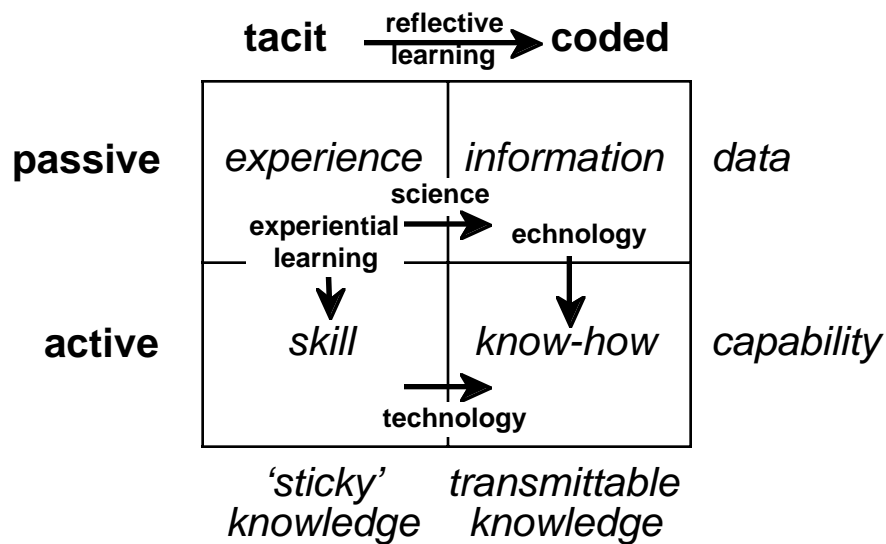 tacit reflective learning coded
passive experience information data
science
experiential learning echnology
active skill know-how capability
technology
‘sticky’ transmittable
knowledge knowledge